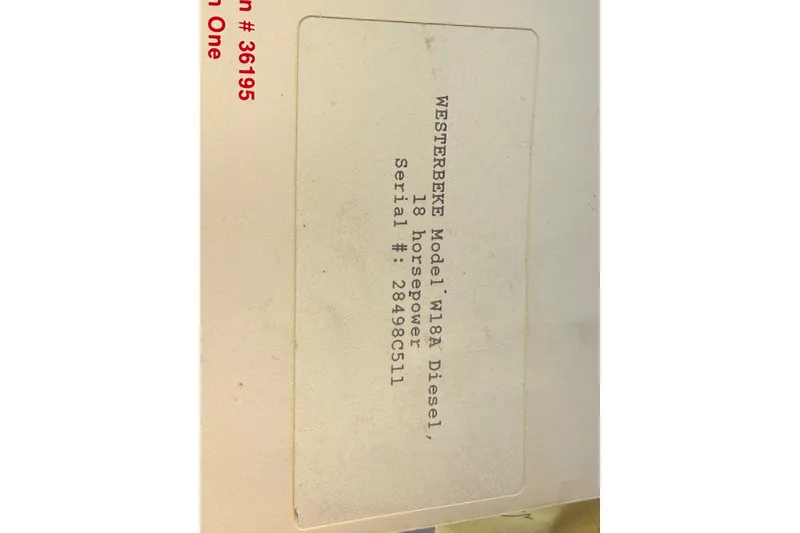 n # 36195
n One
WESTERBEKE Model W18A Diesel,
18 horsepower
Serial #: 28498C511